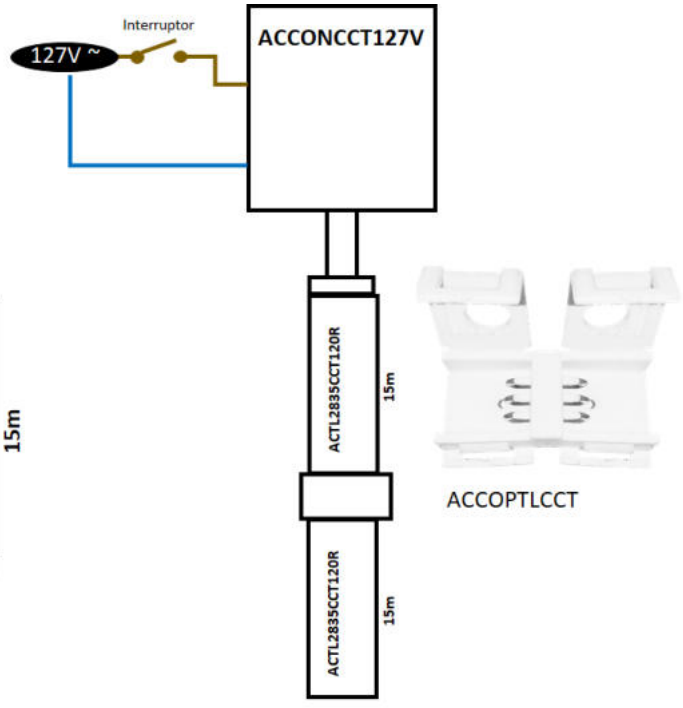 Interruptor
127V ~
ACCONCCT127V
ACTL2835CCT120R
15m
15m
ACCOPTLCCT
ACTL2835CCT120R
15m